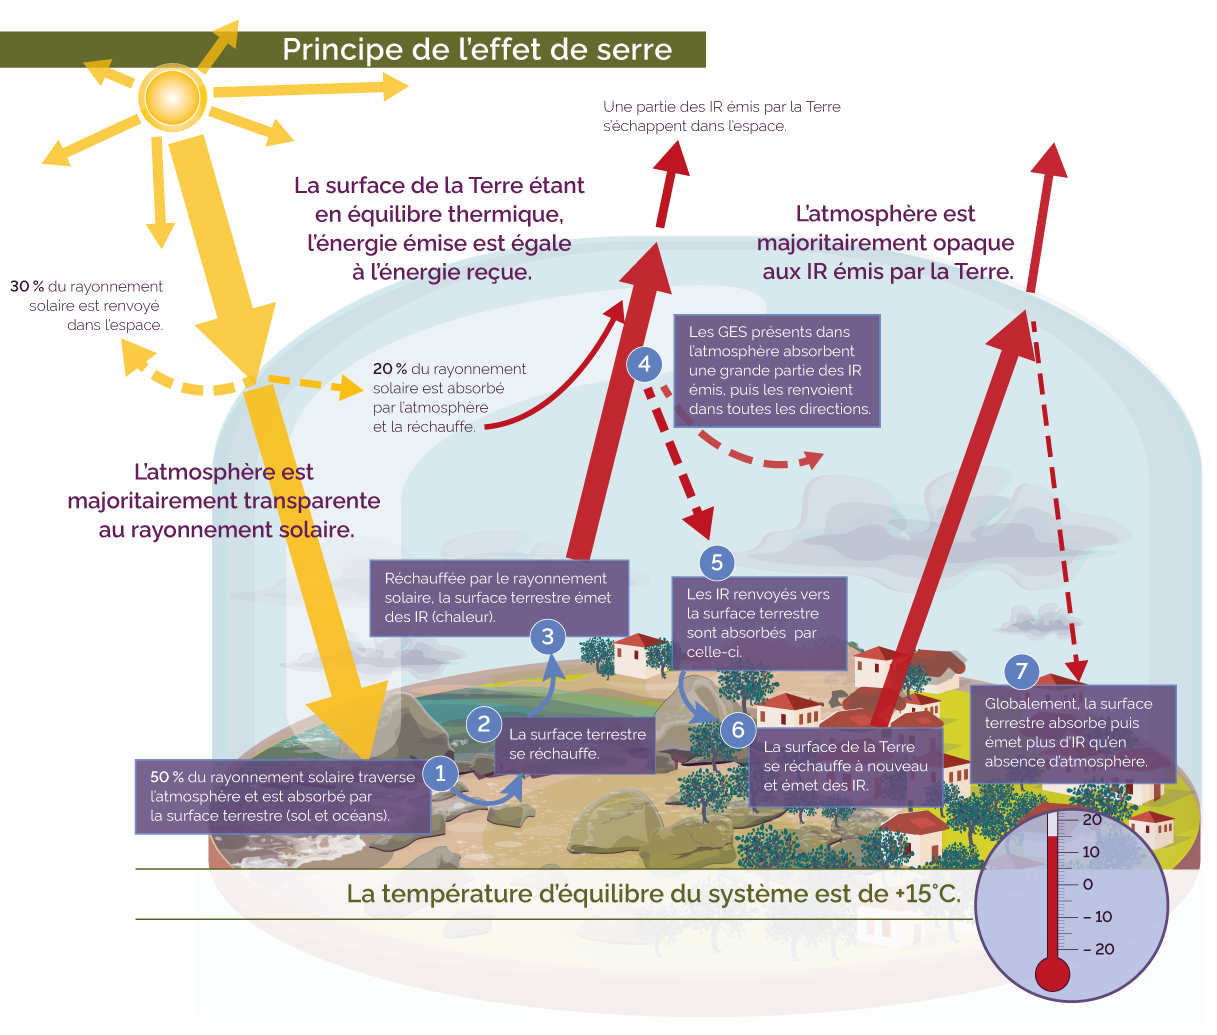 Principe de l'effet de serre
Une partie des IR émis par la Terre
s'échappent dans l'espace.
La surface de la Terre étant
en équilibre thermique,
l'énergie émise est égale
à l'énergie reçue.
L'atmosphère est
majoritairement opaque
aux IR émis par la Terre.
30 % du rayonnement
solaire est renvoyé
dans l'espace.
20 % du rayonnement
solaire est absorbé
par l'atmosphère
et la réchauffe.
4
Les GES présents dans
l'atmosphère absorbent
une grande partie des IR
émis, puis les renvoient
dans toutes les directions.
L'atmosphère est
majoritairement transparente
au rayonnement solaire.
Réchauffée par le rayonnement
solaire, la surface terrestre émet
des IR (chaleur).
3
5
Les IR renvoyés vers
la surface terrestre
sont absorbés par
celle-ci.
7
Globalement, la surface
terrestre absorbe puis
émet plus d'IR qu'en
absence d'atmosphère.
2
La surface terrestre
se réchauffe.
6
La surface de la Terre
se réchauffe à nouveau
et émet des IR.
1
50 % du rayonnement solaire traverse
l'atmosphère et est absorbé par
la surface terrestre (sol et océans).
La température d'équilibre du système est de +15°C.
20
10
0
– 10
– 20